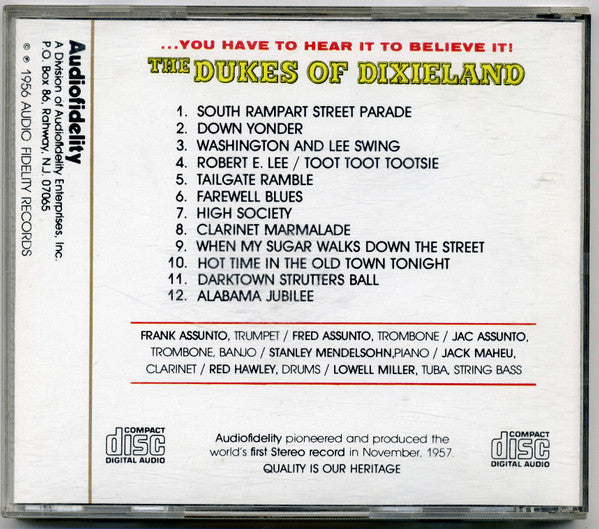 ...YOU HAVE TO HEAR IT TO BELIEVE IT!
THE DUKES OF DIXIELAND
1. SOUTH RAMPART STREET PARADE
2. DOWN YONDER
3. WASHINGTON AND LEE SWING
4. ROBERT E. LEE / TOOT TOOT TOOTSIE
5. TAILGATE RAMBLE
6. FAREWELL BLUES
7. HIGH SOCIETY
8. CLARINET MARMALADE
9. WHEN MY SUGAR WALKS DOWN THE STREET
10. HOT TIME IN THE OLD TOWN TONIGHT
11. DARKTOWN STRUTTERS BALL
12. ALABAMA JUBILEE
FRANK ASSUNTO, TRUMPET / FRED ASSUNTO, TROMBONE / JAC ASSUNTO,
TROMBONE, BANJO / STANLEY MENDELSOHN,PIANO / JACK MAHEU,
CLARINET / RED HAWLEY, DRUMS / LOWELL MILLER, TUBA, STRING BASS
COMPACT
disc
DIGITAL AUDIO
Audiofidelity pioneered and produced the
world's first Stereo record in November, 1957.
QUALITY IS OUR HERITAGE
COMPACT
disc
DIGITAL AUDIO
Audiofidelity
A Division of Audiofidelity Enterprises, Inc.
P.O. Box 86, Rahway, N.J. 07065
© ℗ 1956 AUDIO FIDELITY RECORDS